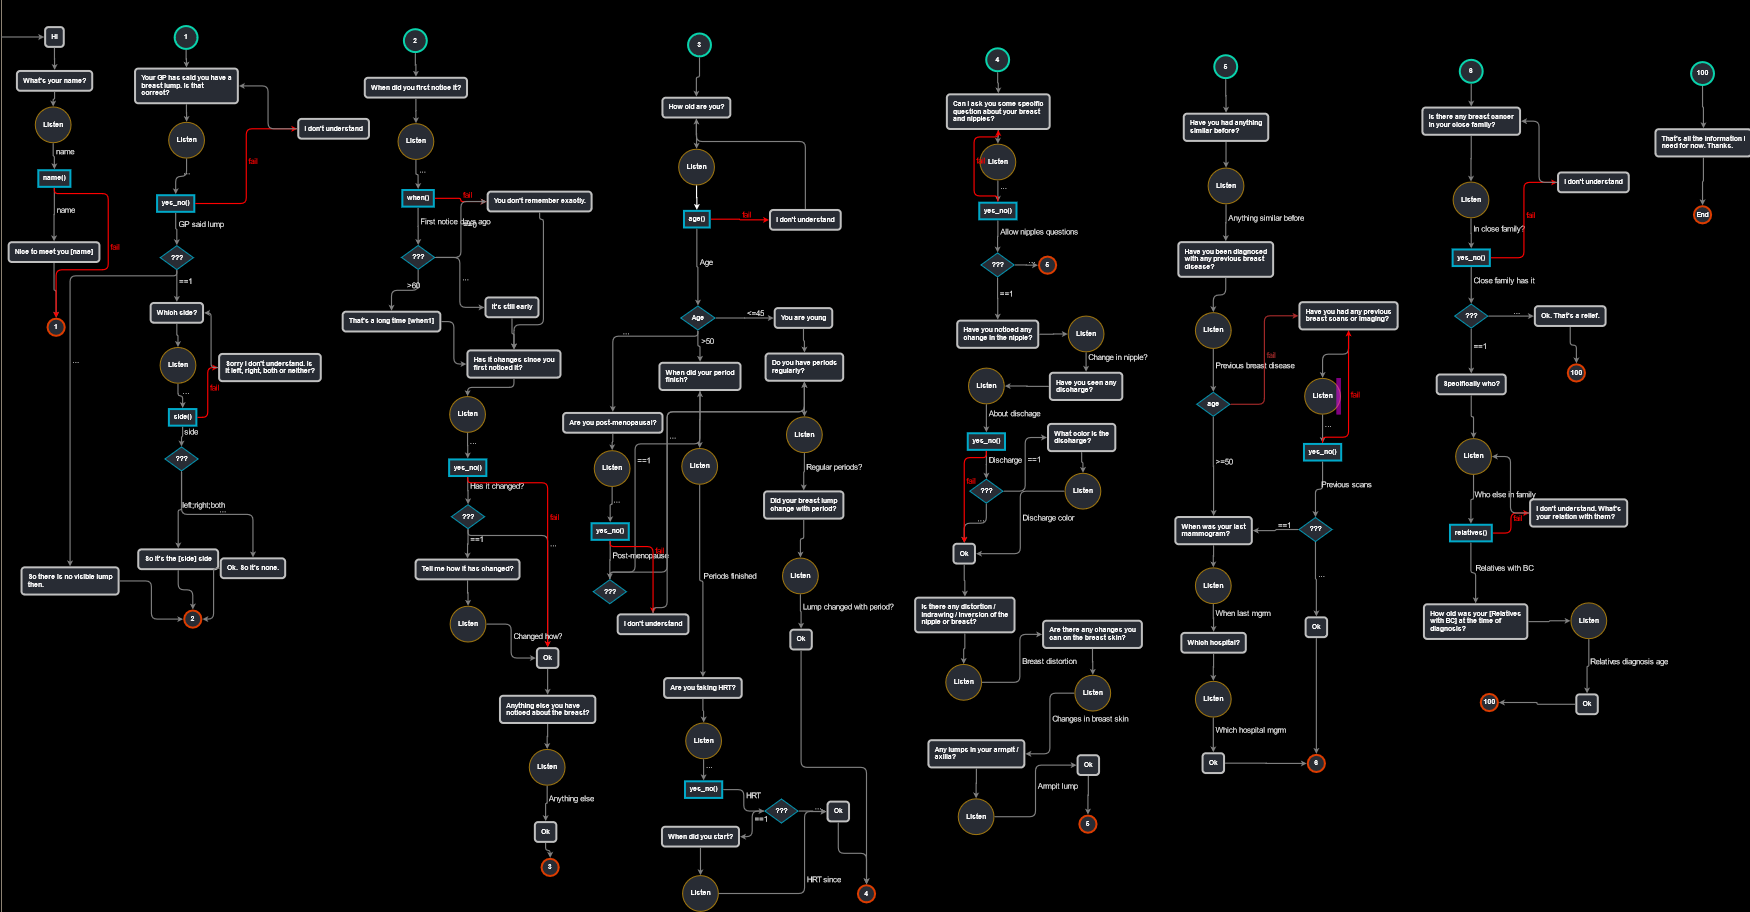 Hi
What's your name?
Listen
name
name()
name
fail
Nice to meet you [name]
1
1
Your GP has said you have a
breast lump. Is that
correct?
Listen
I don't understand
fail
...
yes_no()
GP said lump
???
==1
...
Which side?
Listen
Sorry I don't understand. Is
it left, right, both or neither?
fail
...
side()
side
???
left;right;both
...
So it's the [side] side
Ok. So it's none.
So there is no visible lump
then.
2
2
When did you first notice it?
Listen
...
when()
fail
You don't remember exactly.
First notice days ago
???
...
>60
It's still early
That's a long time [when1]
Has it changes since you
first noticed it?
Listen
...
yes_no()
Has it changed?
fail
???
==1
...
Tell me how it has changed?
Listen
Changed how?
Ok
Anything else you have
noticed about the breast?
Listen
Anything else
Ok
3
3
How old are you?
Listen
age()
fail
I don't understand
Age
Age
<=45
You are young
...
>50
When did your period
finish?
Do you have periods
regularly?
Are you post-menopausal?
...
Listen
==1
Listen
Listen
Regular periods?
...
yes_no()
Did your breast lump
change with period?
Post-menopause
fail
???
Periods finished
Listen
Lump changed with period?
I don't understand
Ok
Are you taking HRT?
Listen
...
yes_no()
HRT
???
...
Ok
==1
When did you start?
Listen
HRT since
4
4
Can I ask you some specific
question about your breast
and nipples?
fail
Listen
...
yes_no()
Allow nipples questions
???
...
5
==1
Have you noticed any
change in the nipple?
Listen
Change in nipple?
Have you seen any
discharge?
Listen
About dischage
yes_no()
What color is the
discharge?
Discharge
==1
fail
???
Listen
...
Discharge color
Ok
Is there any distortion /
indrawing / inversion of the
nipple or breast?
Are there any changes you
can on the breast skin?
Listen
Breast distortion
Listen
Changes in breast skin
Any lumps in your armpit /
axilla?
Ok
Armpit lump
Listen
5
5
Have you had anything
similar before?
Listen
Anything similar before
Have you been diagnosed
with any previous breast
disease?
Listen
Previous breast disease
fail
age
Have you had any previous
breast scans or imaging?
Listen
fail
...
yes_no()
>=50
Previous scans
When was your last
mammogram?
==1
???
...
Listen
When last mgrm
Which hospital?
Ok
Listen
Which hospital mgrm
Ok
6
6
Is there any breast cancer
in your close family?
I don't understand
Listen
fail
In close family?
yes_no()
Close family has it
???
...
Ok. That's a relief.
==1
100
Specifically who?
Listen
Who else in family
I don't understand. What's
your relation with them?
fail
relatives()
Relatives with BC
How old was your [Relatives
with BC] at the time of
diagnosis?
Listen
Relatives diagnosis age
100
Ok
100
That's all the information I
need for now. Thanks.
End